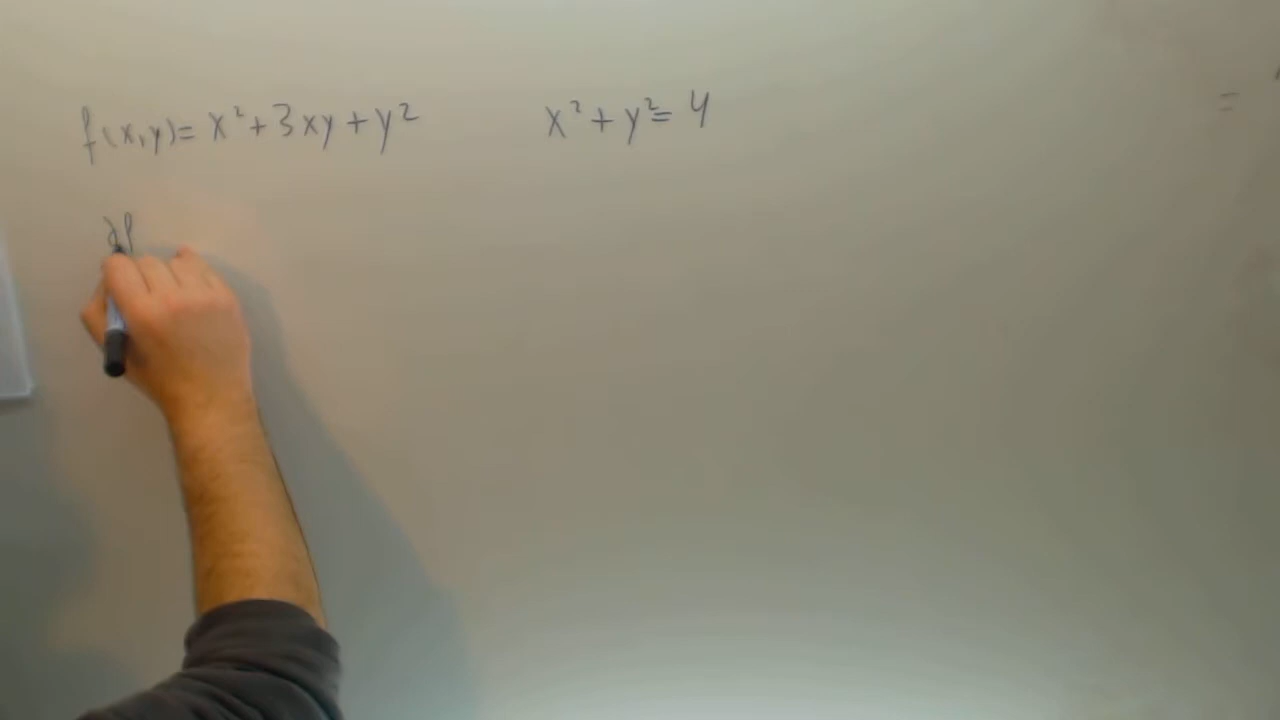 f(x,y)= x²+3xy+y² x²+y²=4
∂f
=